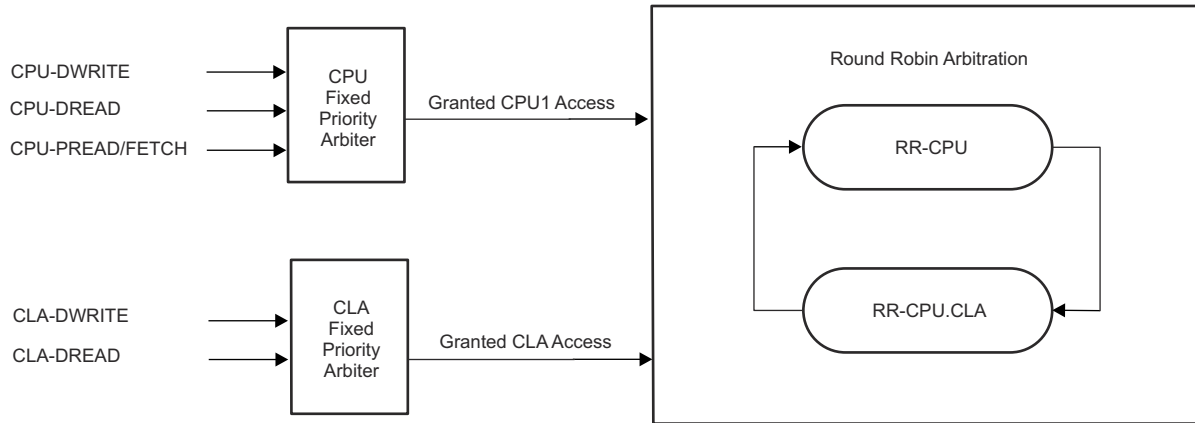 CPU-DWRITE
CPU-DREAD
CPU-PREAD/FETCH
CPU
Fixed
Priority
Arbiter
Granted CPU1 Access
CLA-DWRITE
CLA-DREAD
CLA
Fixed
Priority
Arbiter
Granted CLA Access
Round Robin Arbitration
RR-CPU
RR-CPU.CLA